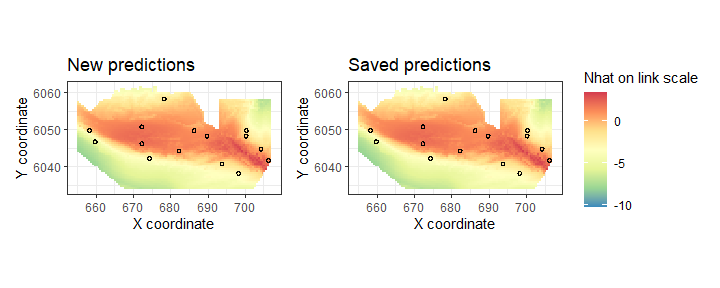 New predictions
Saved predictions
Nhat on link scale
6060
6050
6040
Y coordinate
660
670
680
690
700
X coordinate
6060
6050
6040
Y coordinate
660
670
680
690
700
X coordinate
0
-5
-10